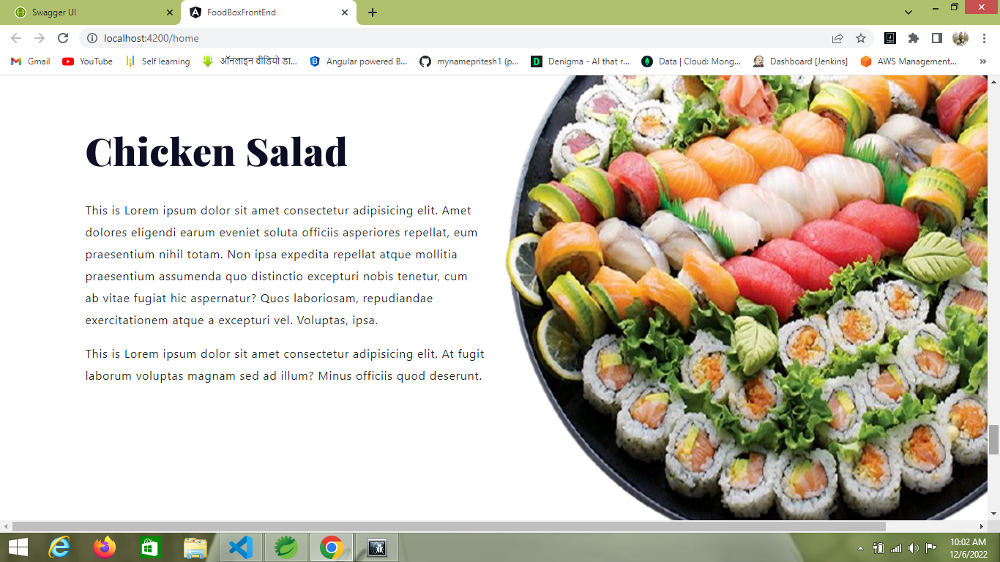 Swagger UI
FoodBoxFrontEnd
localhost:4200/home
Gmail
YouTube
Self learning
ऑनलाइन वीडियो डा...
Angular powered B...
mynamepritesh1 (p...
Denigma - AI that r...
Data | Cloud: Mong...
Dashboard [Jenkins]
AWS Management...
Chicken Salad
This is Lorem ipsum dolor sit amet consectetur adipisicing elit. Amet
dolores eligendi earum eveniet soluta officiis asperiores repellat, eum
praesentium nihil totam. Non ipsa expedita repellat atque mollitia
praesentium assumenda quo distinctio excepturi nobis tenetur, cum
ab vitae fugiat hic aspernatur? Quos laboriosam, repudiandae
exercitationem atque a excepturi vel. Voluptas, ipsa.
This is Lorem ipsum dolor sit amet consectetur adipisicing elit. At fugit
laborum voluptas magnam sed ad illum? Minus officiis quod deserunt.
10:02 AM
12/6/2022